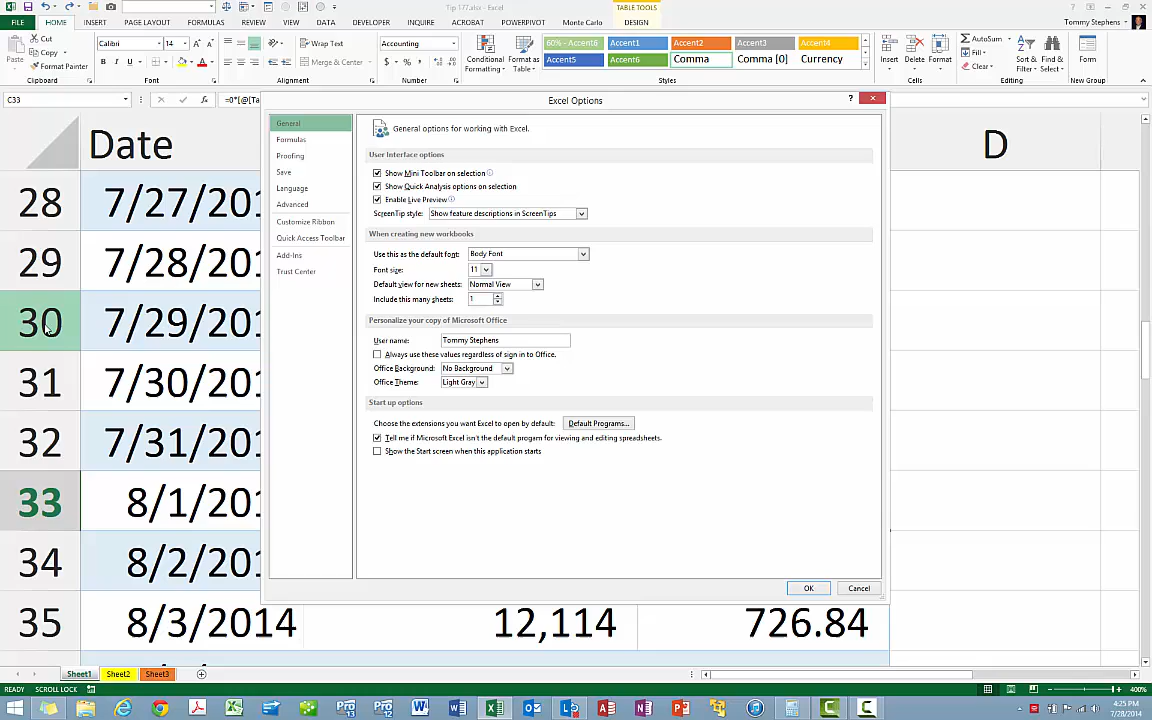 Tip 177.xlsx - Excel
TABLE TOOLS
FILE HOME INSERT PAGE LAYOUT FORMULAS REVIEW VIEW DATA DEVELOPER INQUIRE ACROBAT POWERPIVOT Monte Carlo DESIGN
Tommy Stephens
Paste
Cut
Copy
Format Painter
Clipboard
Calibri 14
B I U
Font
Wrap Text
Merge & Center
Alignment
Accounting
$ % ,
Number
Conditional Formatting
Format as Table
60% - Accent6 Accent1 Accent2 Accent3 Accent4
Accent5 Accent6 Comma Comma [0] Currency
Styles
Insert Delete Format
Cells
AutoSum
Fill
Clear
Sort & Filter
Find & Select
Editing
Form
New Group
C33
fx =0*[@[Ta
Date
D
28 7/27/201
29 7/28/201
30 7/29/201
31 7/30/201
32 7/31/201
33 8/1/201
34 8/2/201
35 8/3/2014 12,114 726.84
Excel Options
?
General
Formulas
Proofing
Save
Language
Advanced
Customize Ribbon
Quick Access Toolbar
Add-Ins
Trust Center
General options for working with Excel.
User Interface options
Show Mini Toolbar on selection
Show Quick Analysis options on selection
Enable Live Preview
ScreenTip style: Show feature descriptions in ScreenTips
When creating new workbooks
Use this as the default font: Body Font
Font size: 11
Default view for new sheets: Normal View
Include this many sheets: 1
Personalize your copy of Microsoft Office
User name: Tommy Stephens
Always use these values regardless of sign in to Office.
Office Background: No Background
Office Theme: Light Gray
Start up options
Choose the extensions you want Excel to open by default: Default Programs...
Tell me if Microsoft Excel isn't the default progam for viewing and editing spreadsheets.
Show the Start screen when this application starts
OK
Cancel
Sheet1 Sheet2 Sheet3
READY SCROLL LOCK
400%
4:25 PM
7/28/2014